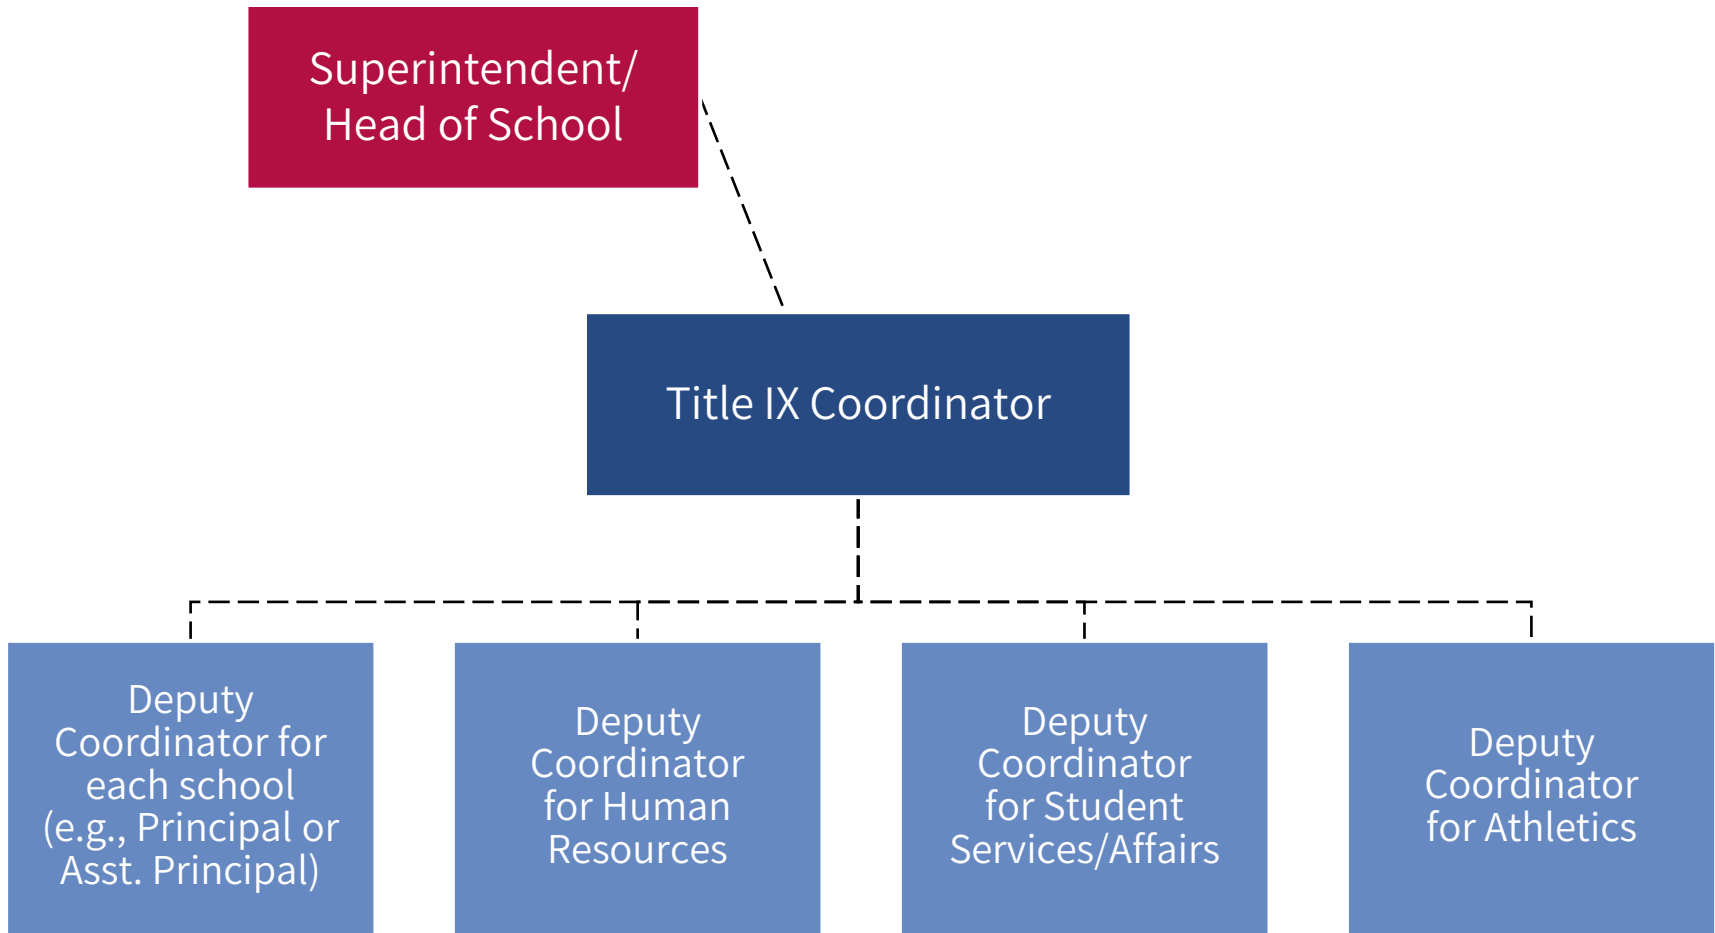 Superintendent/
Head of School
Title IX Coordinator
Deputy
Coordinator for
each school
(e.g., Principal or
Asst. Principal)
Deputy
Coordinator
for Human
Resources
Deputy
Coordinator
for Student
Services/Affairs
Deputy
Coordinator
for Athletics